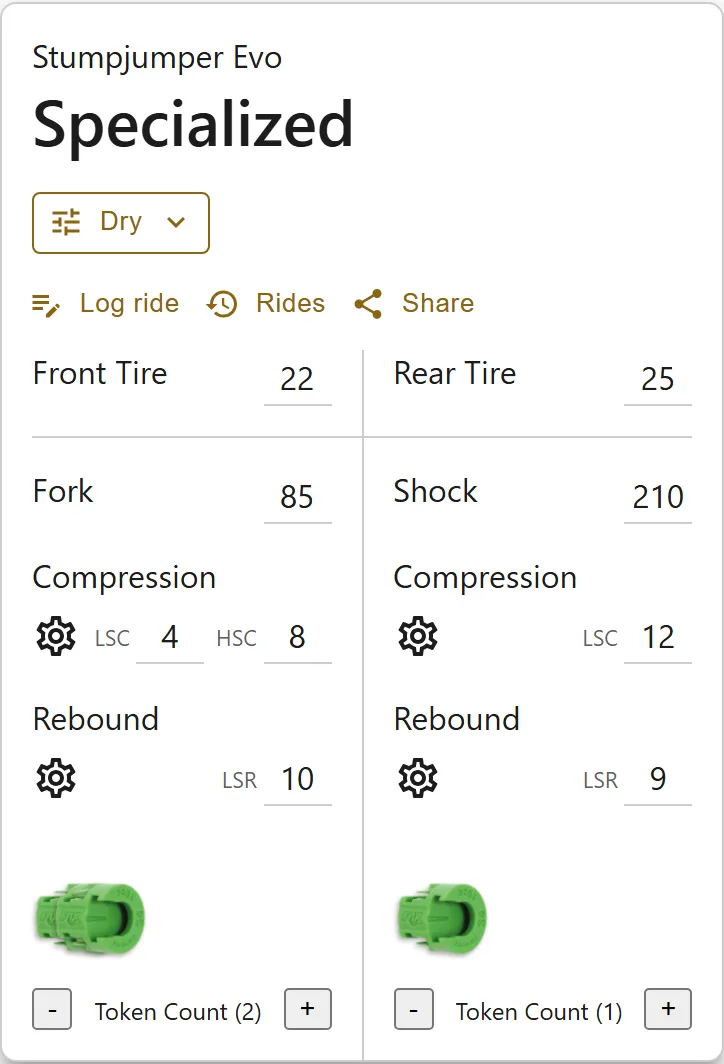 Stumpjumper Evo
Specialized
Dry
Log ride Rides Share
Front Tire 22 Rear Tire 25
Fork 85 Shock 210
Compression Compression
LSC 4 HSC 8 LSC 12
Rebound Rebound
LSR 10 LSR 9
- Token Count (2) + - Token Count (1) +